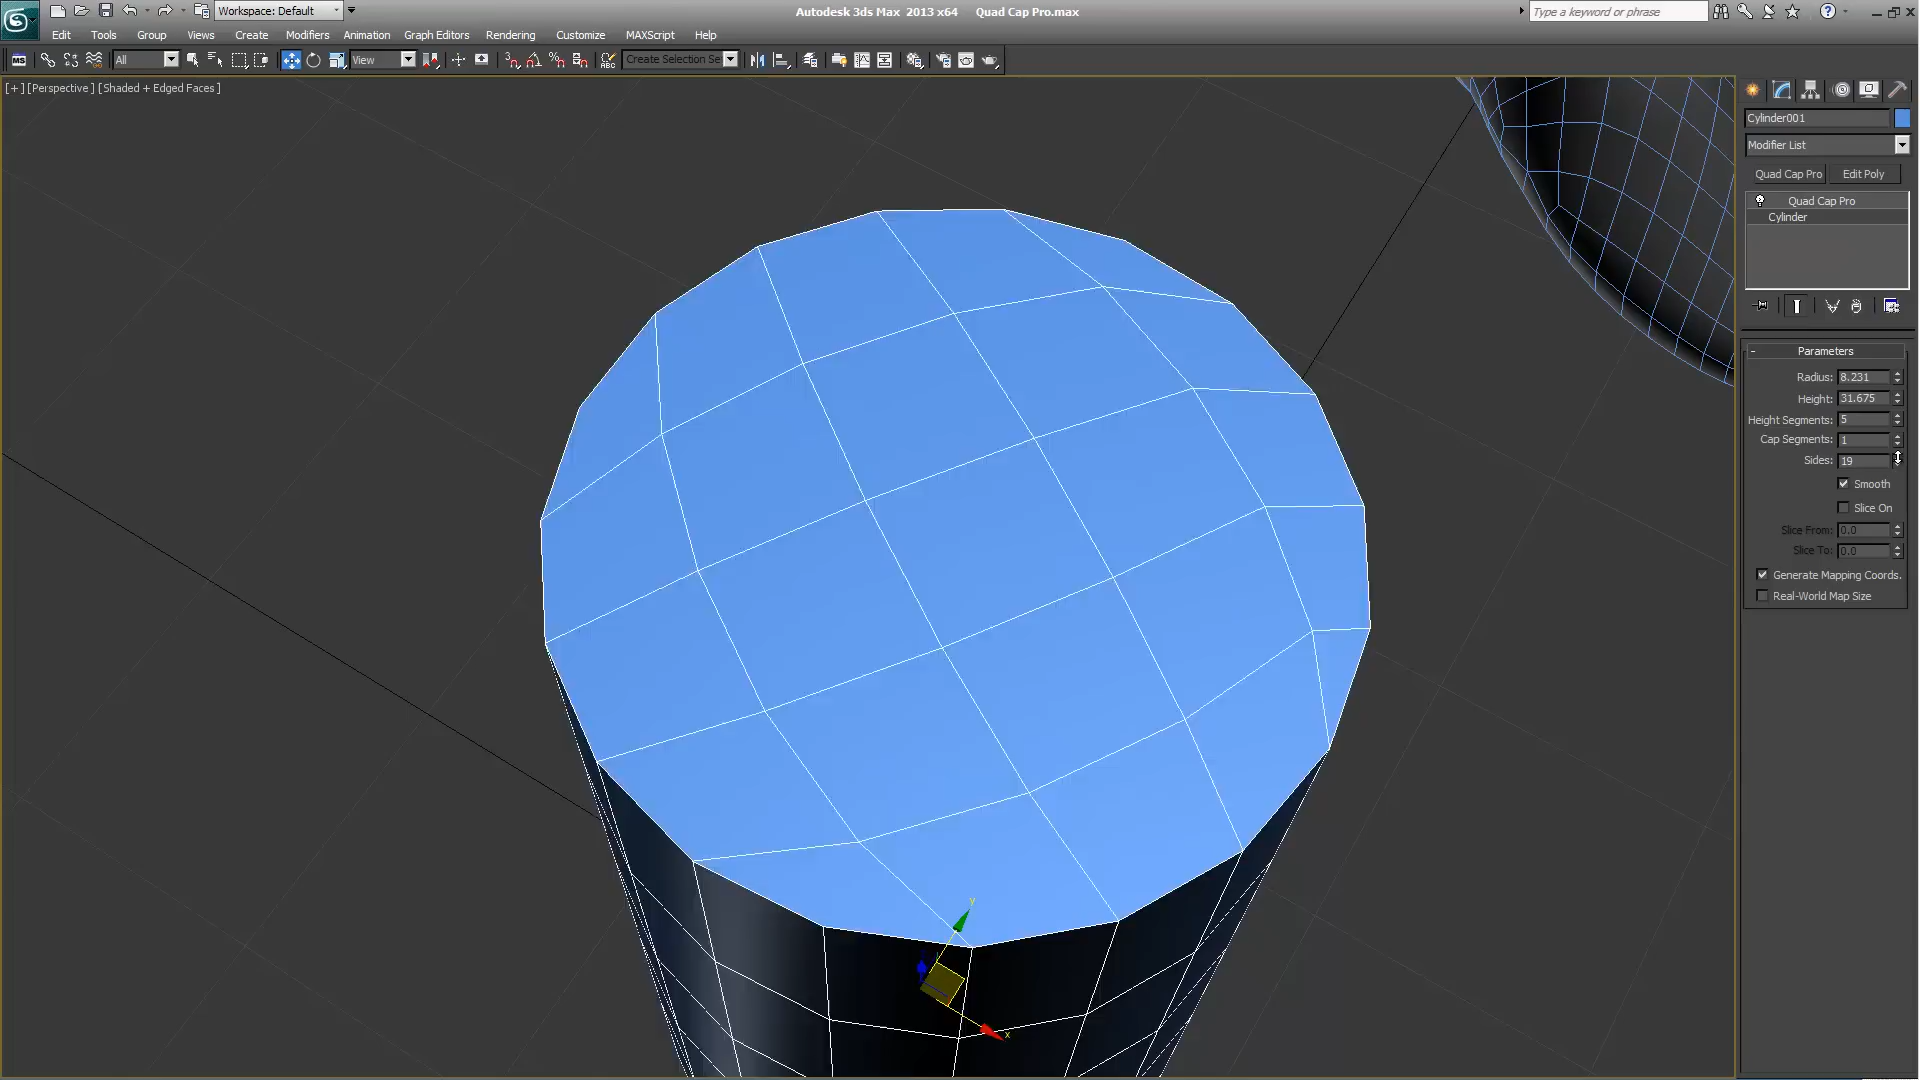 Workspace: Default
Autodesk 3ds Max 2013 x64 Quad Cap Pro.max
Type a keyword or phrase
Edit Tools Group Views Create Modifiers Animation Graph Editors Rendering Customize MAXScript Help
All
View
ABC
Create Selection Se
[+] [Perspective] [Shaded + Edged Faces]
Cylinder001
Modifier List
Quad Cap Pro Edit Poly
Quad Cap Pro
Cylinder
- Parameters
Radius: 8.231
Height: 31.675
Height Segments: 5
Cap Segments: 1
Sides: 19
Smooth
Slice On
Slice From: 0.0
Slice To: 0.0
Generate Mapping Coords.
Real-World Map Size
y
x